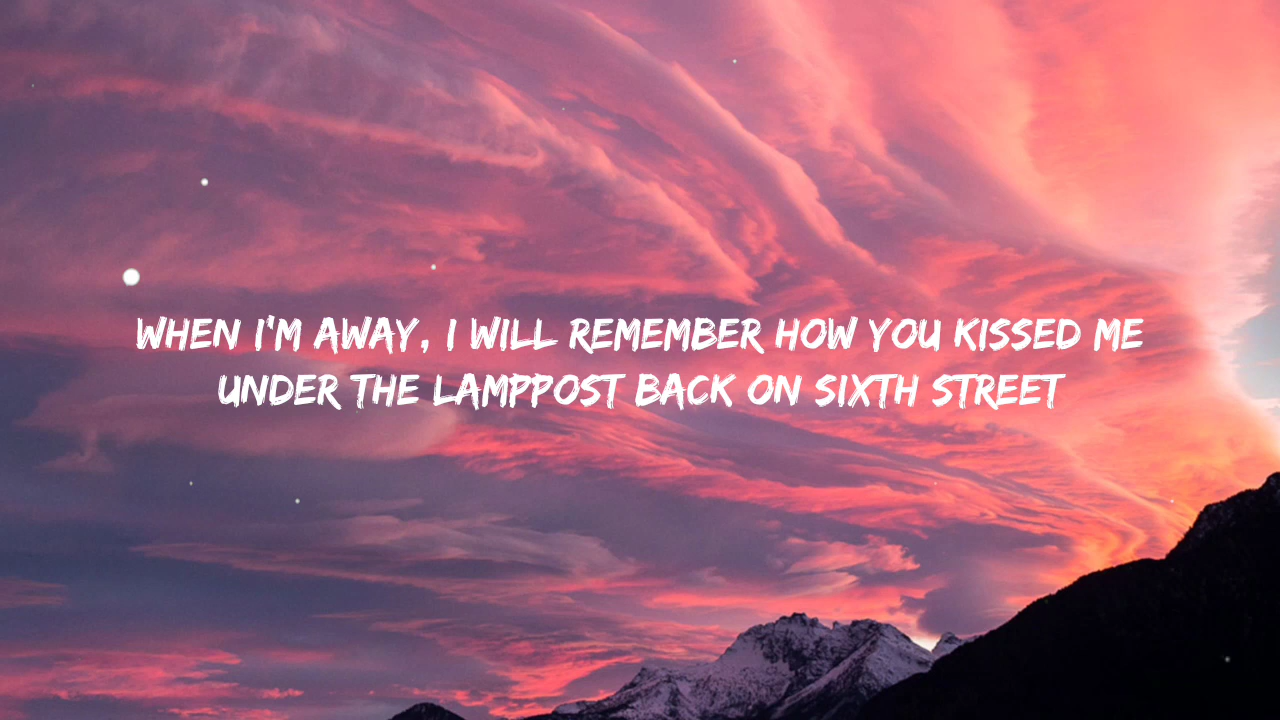 WHEN I'M AWAY, I WILL REMEMBER HOW YOU KISSED ME
UNDER THE LAMPPOST BACK ON SIXTH STREET